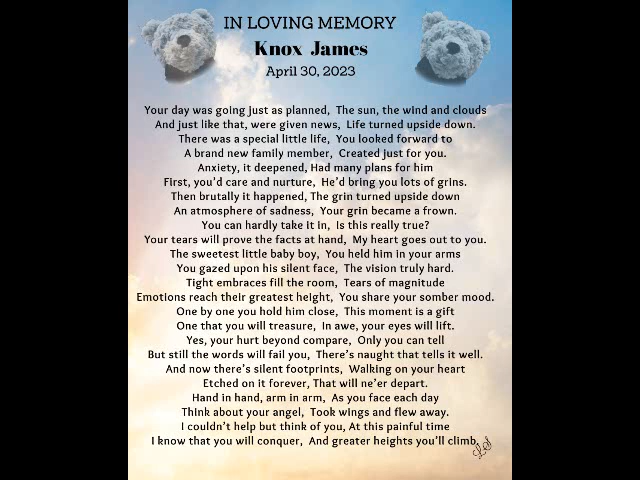 IN LOVING MEMORY
Knox James
April 30, 2023
Your day was going just as planned, The sun, the wind and clouds
And just like that, were given news, Life turned upside down.
There was a special little life, You looked forward to
A brand new family member, Created just for you.
Anxiety, it deepened, Had many plans for him
First, you'd care and nurture, He'd bring you lots of grins.
Then brutally it happened, The grin turned upside down
An atmosphere of sadness, Your grin became a frown.
You can hardly take it in, Is this really true?
Your tears will prove the facts at hand, My heart goes out to you.
The sweetest little baby boy, You held him in your arms
You gazed upon his silent face, The vision truly hard.
Tight embraces fill the room, Tears of magnitude
Emotions reach their greatest height, You share your somber mood.
One by one you hold him close, This moment is a gift
One that you will treasure, In awe, your eyes will lift.
Yes, your hurt beyond compare, Only you can tell
But still the words will fail you, There's naught that tells it well.
And now there's silent footprints, Walking on your heart
Etched on it forever, That will ne'er depart.
Hand in hand, arm in arm, As you face each day
Think about your angel, Took wings and flew away.
I couldn't help but think of you, At this painful time
I know that you will conquer, And greater heights you'll climb.
LS